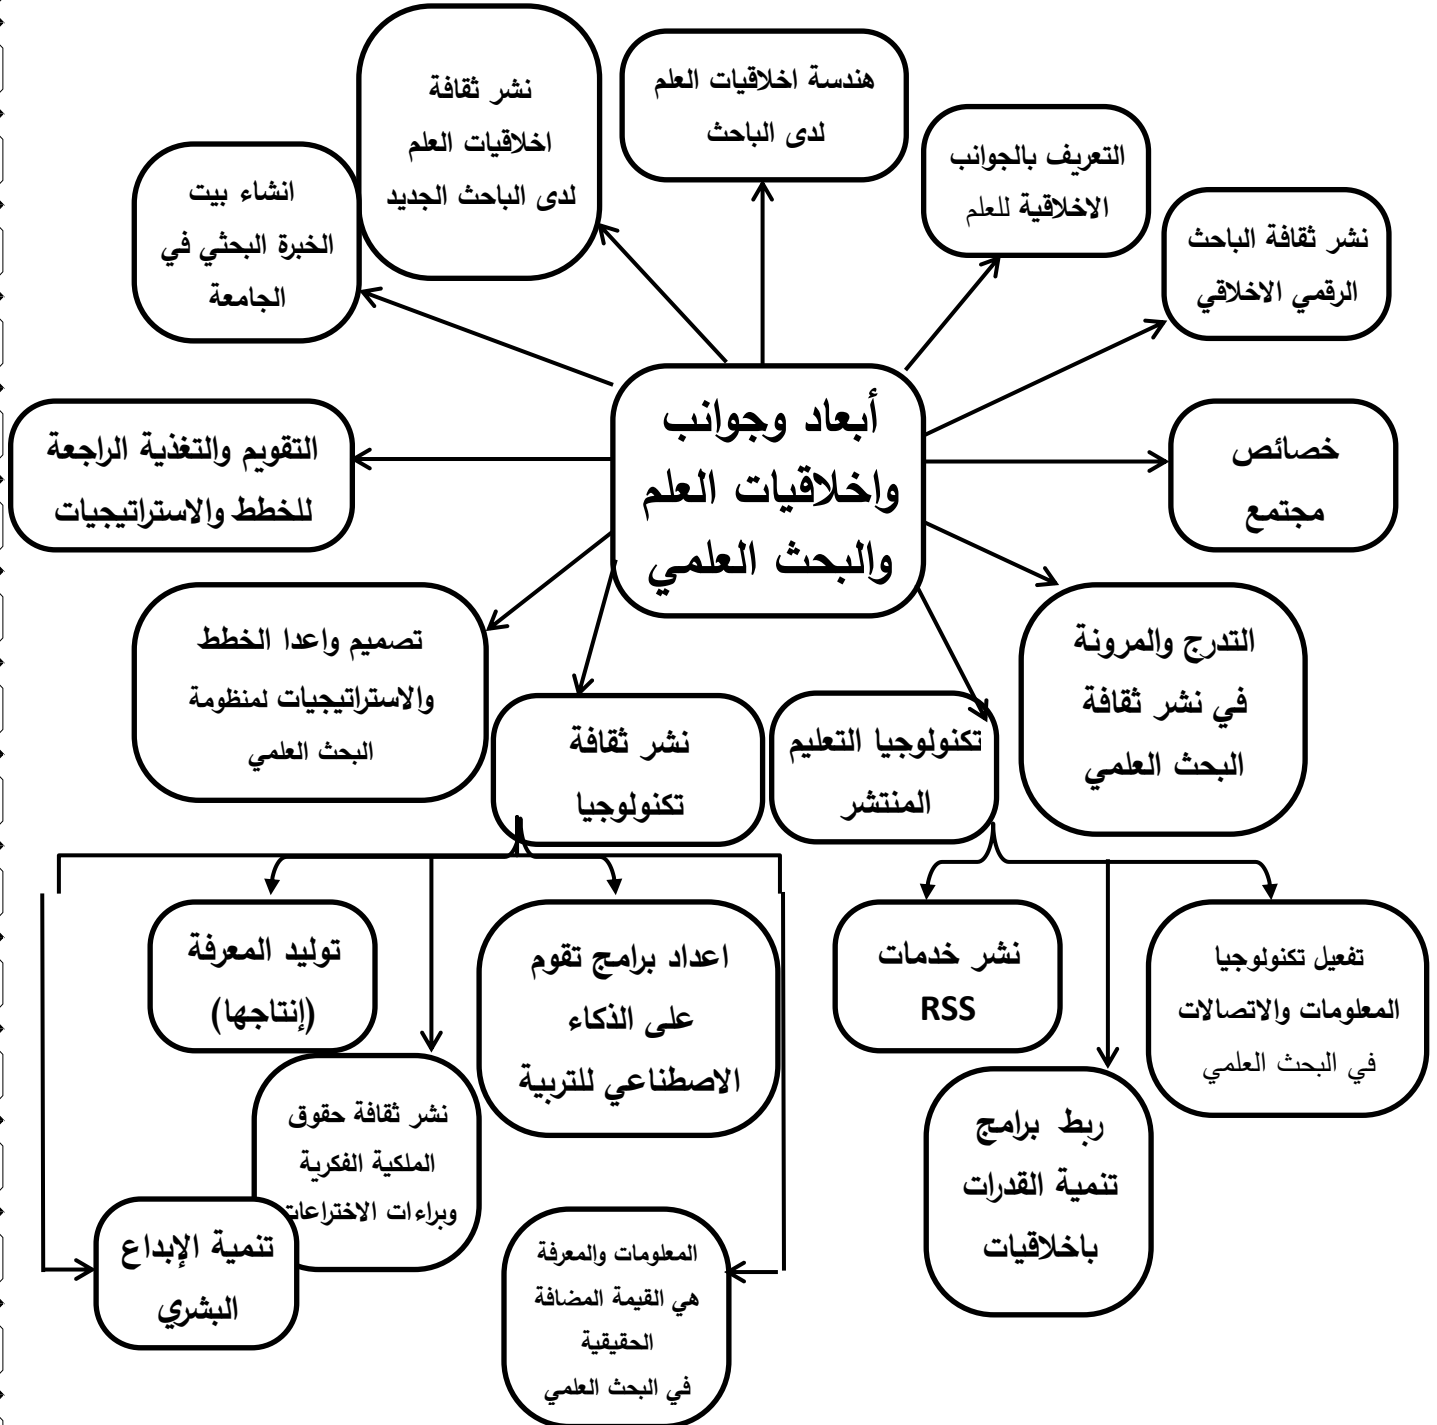 هندسة اخلاقيات العلم
لدى الباحث
نشر ثقافة
اخلاقيات العلم
لدى الباحث الجديد
التعريف بالجوانب
الاخلاقية للعلم
انشاء بيت
الخبرة البحثي في
الجامعة
نشر ثقافة الباحث
الرقمي الاخلاقي
أبعاد وجوانب
واخلاقيات العلم
والبحث العلمي
خصائص
مجتمع
التقويم والتغذية الراجعة
للخطط والاستراتيجيات
التدرج والمرونة
في نشر ثقافة
البحث العلمي
تصميم واعدا الخطط
والاستراتيجيات لمنظومة
البحث العلمي
تكنولوجيا التعليم
المنتشر
نشر ثقافة
تكنولوجيا
تفعيل تكنولوجيا
المعلومات والاتصالات
في البحث العلمي
نشر خدمات
RSS
ربط برامج
تنمية القدرات
باخلاقيات
اعداد برامج تقوم
على الذكاء
الاصطناعي للتربية
توليد المعرفة
(إنتاجها)
نشر ثقافة حقوق
الملكية الفكرية
وبراءات الاختراعات
تنمية الإبداع
البشري
المعلومات والمعرفة
هي القيمة المضافة
الحقيقية
في البحث العلمي